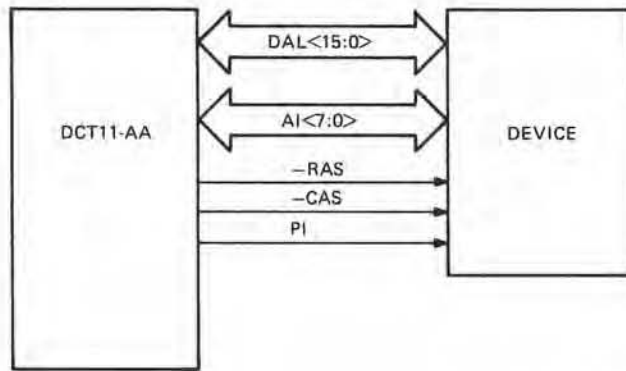 DAL<15:0>
AI<7:0>
DCT11-AA
DEVICE
−RAS
−CAS
PI